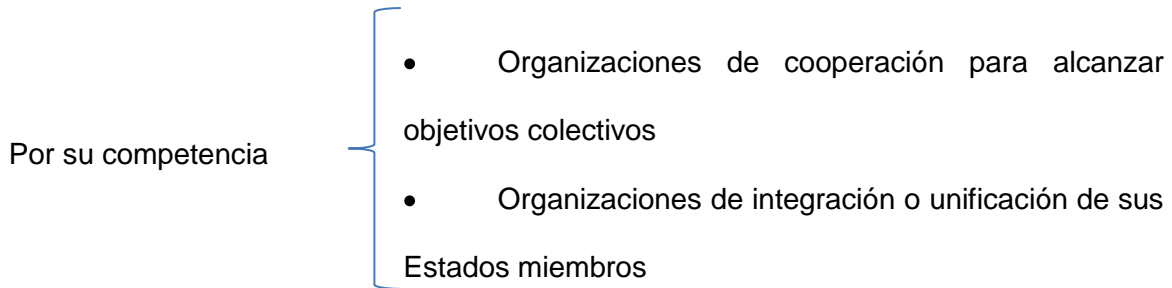 Por su competencia
• Organizaciones de cooperación para alcanzar
objetivos colectivos
• Organizaciones de integración o unificación de sus
Estados miembros